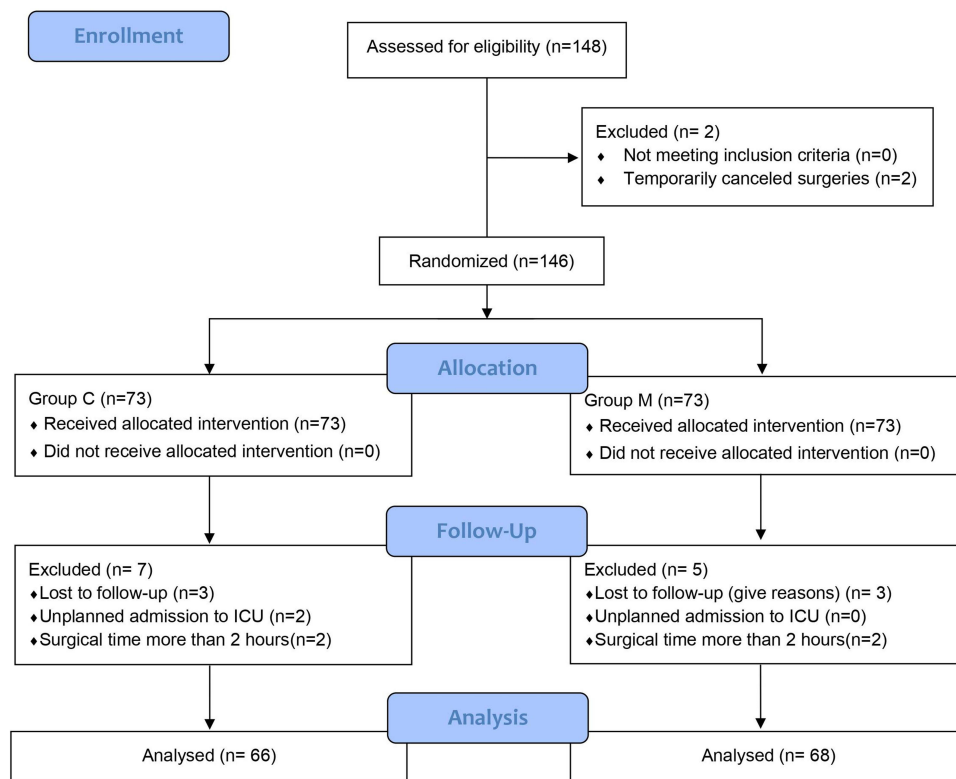 Enrollment
Assessed for eligibility (n=148)
Excluded (n= 2)
♦ Not meeting inclusion criteria (n=0)
♦ Temporarily canceled surgeries (n=2)
Randomized (n=146)
Allocation
Group C (n=73)
♦ Received allocated intervention (n=73)
♦ Did not receive allocated intervention (n=0)
Group M (n=73)
♦ Received allocated intervention (n=73)
♦ Did not receive allocated intervention (n=0)
Follow-Up
Excluded (n= 7)
♦Lost to follow-up (n=3)
♦Unplanned admission to ICU (n=2)
♦Surgical time more than 2 hours(n=2)
Excluded (n= 5)
♦Lost to follow-up (give reasons) (n= 3)
♦Unplanned admission to ICU (n=0)
♦Surgical time more than 2 hours(n=2)
Analysis
Analysed (n= 66)
Analysed (n= 68)